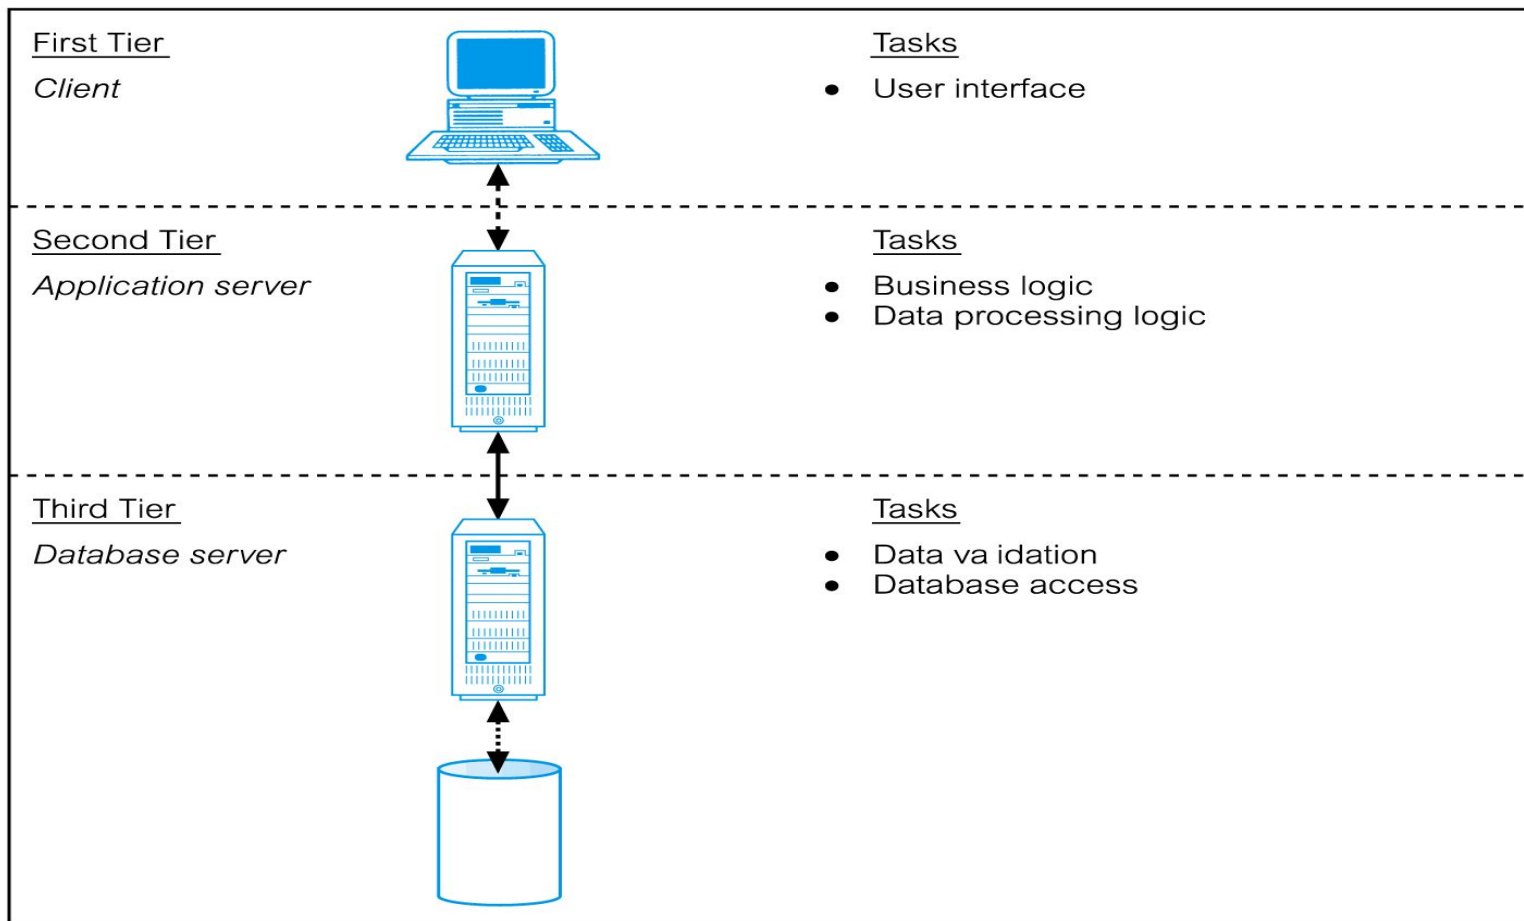 First Tier
Tasks
Client
• User interface
Second Tier
Tasks
Application server
• Business logic
• Data processing logic
Third Tier
Tasks
Database server
• Data va idation
• Database access